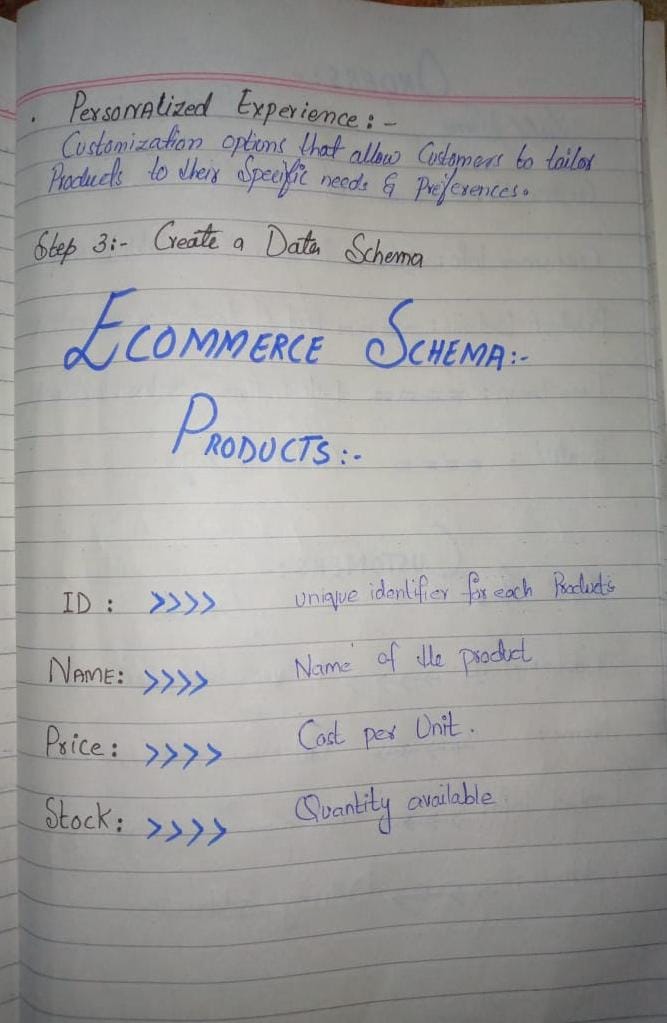 . Personalized Experience:-
Customization options that allow Customers to tailor
Products to their Specific needs & Preferences.
Step 3:- Create a Data Schema
ECOMMERCE SCHEMA:-
PRODUCTS:-
ID : >>>> unique identifier for each Products
NAME: >>>> Name of the product
Price: >>>> Cost per Unit.
Stock: >>>> Quantity available